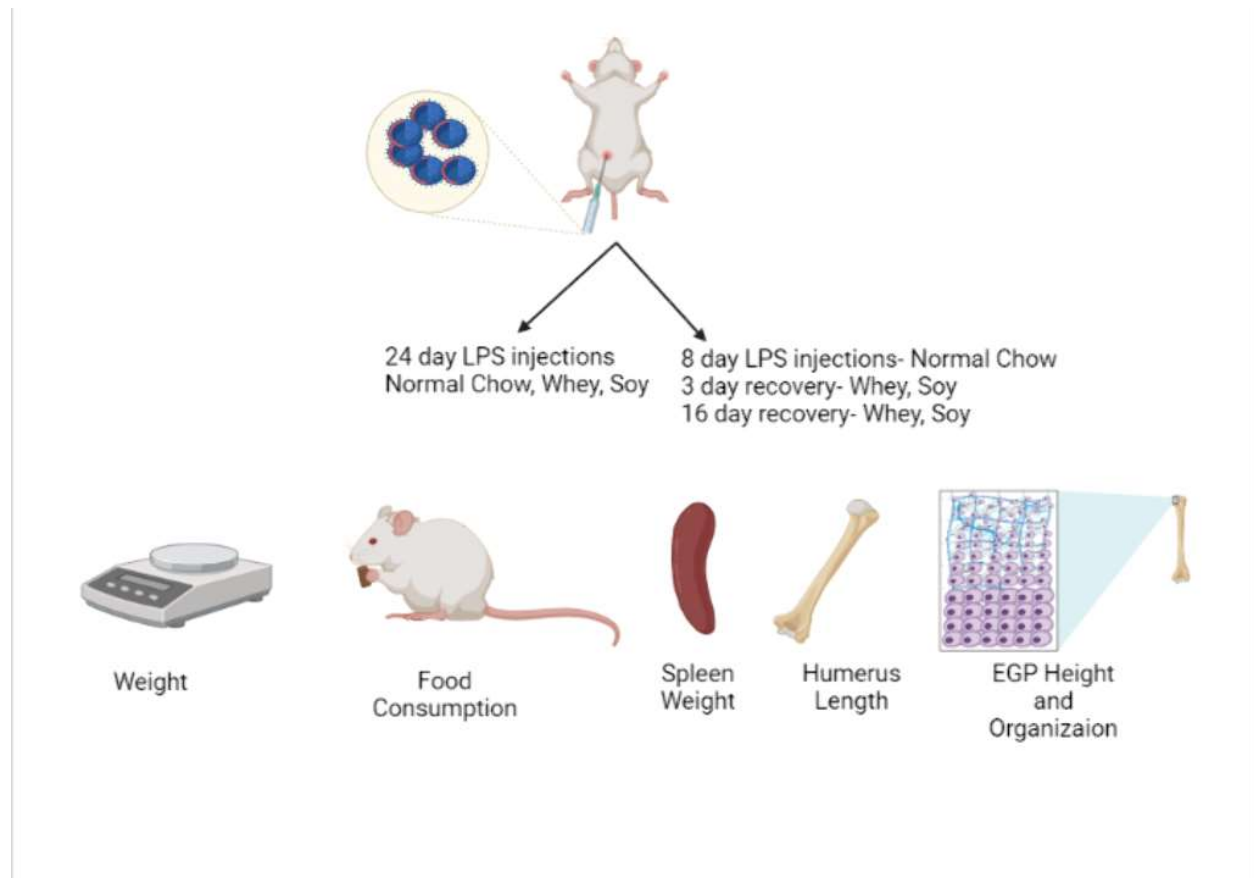 24 day LPS injections
Normal Chow, Whey, Soy
8 day LPS injections- Normal Chow
3 day recovery- Whey, Soy
16 day recovery- Whey, Soy
Weight
Food
Consumption
Spleen
Weight
Humerus
Length
EGP Height
and
Organizaion